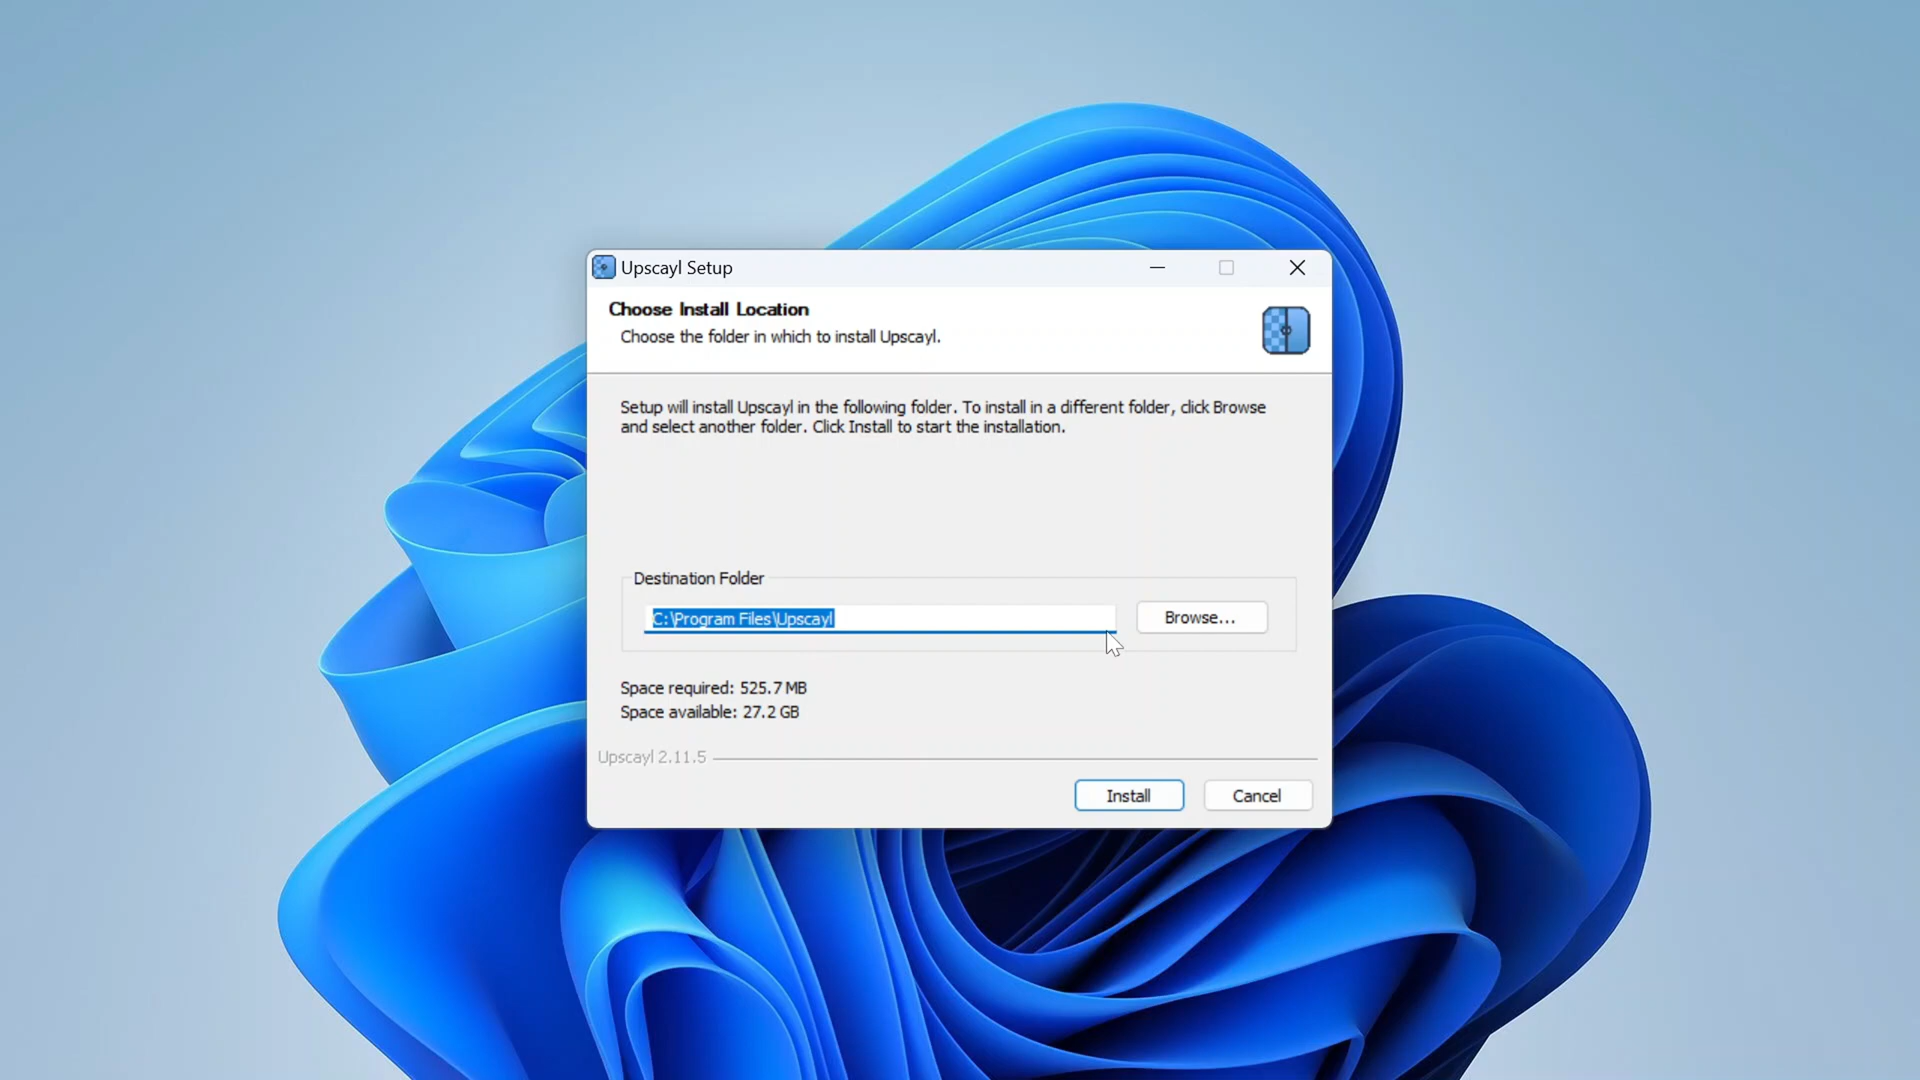 Upscayl Setup
Choose Install Location
Choose the folder in which to install Upscayl.
Setup will install Upscayl in the following folder. To install in a different folder, click Browse
and select another folder. Click Install to start the installation.
Destination Folder
C:\Program Files\Upscayl
Browse...
Space required: 525.7 MB
Space available: 27.2 GB
Upscayl 2.11.5
Install
Cancel